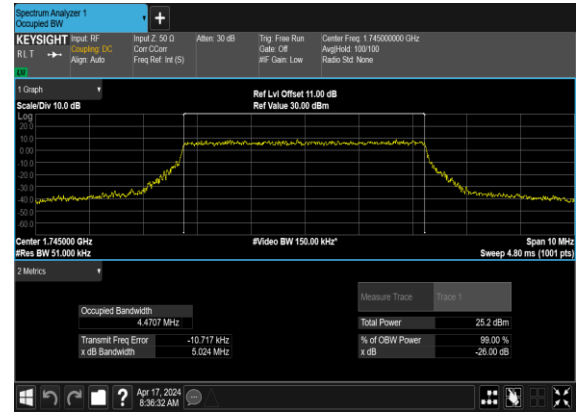 Spectrum Analyzer 1
Occupied BW
KEYSIGHT Input: RF Input Z: 50 Ω Atten: 30 dB Trig: Free Run Center Freq: 1.745000000 GHz
RLT Coupling: DC Corr CCorr Gate: Off Avg|Hold: 100/100
Align: Auto Freq Ref: Int (S) #IF Gain: Low Radio Std: None
LW
1 Graph Ref Lvl Offset 11.00 dB
Scale/Div 10.0 dB Ref Value 30.00 dBm
Log
20.0
10.0
0.00
-10.0
-20.0
-30.0
-40.0
-50.0
-60.0
Center 1.745000 GHz #Video BW 150.00 kHz* Span 10 MHz
#Res BW 51.000 kHz Sweep 4.80 ms (1001 pts)
2 Metrics
Measure Trace Trace 1
Occupied Bandwidth
4.4707 MHz Total Power 25.2 dBm
Transmit Freq Error -10.717 kHz % of OBW Power 99.00 %
x dB Bandwidth 5.024 MHz x dB -26.00 dB
Apr 17, 2024
8:36:32 AM